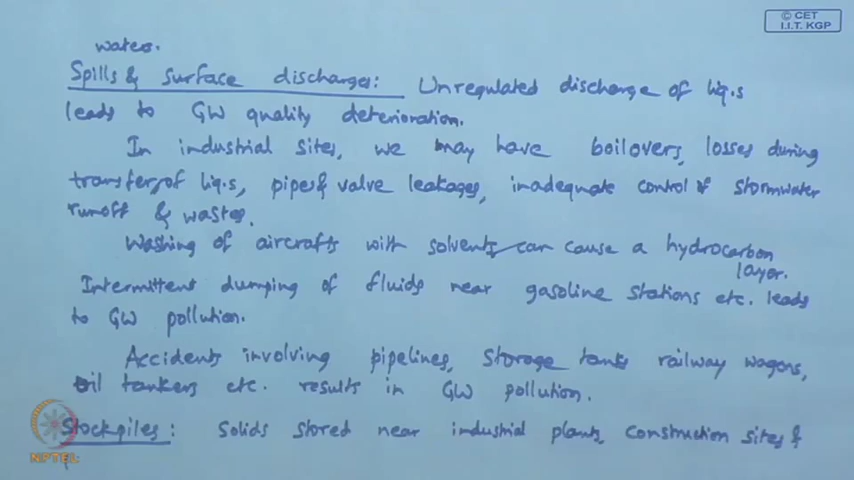 © CET
I.I.T. KGP
waters.
Spills & surface discharges: Unregulated discharge of liq.s
leads to GW quality deterioration.
In industrial sites, we may have boilovers, losses during
transfers of liq.s, pipes & valve leakages, inadequate control of stormwater
runoff & wastes.
Washing of aircrafts with solvents can cause a hydrocarbon
layer.
Intermittent dumping of fluids near gasoline stations etc. leads
to GW pollution.
Accidents involving pipelines, storage tanks railway wagons,
oil tankers etc. results in GW pollution.
Stockpiles: Solids stored near industrial plants, construction sites &
NPTEL